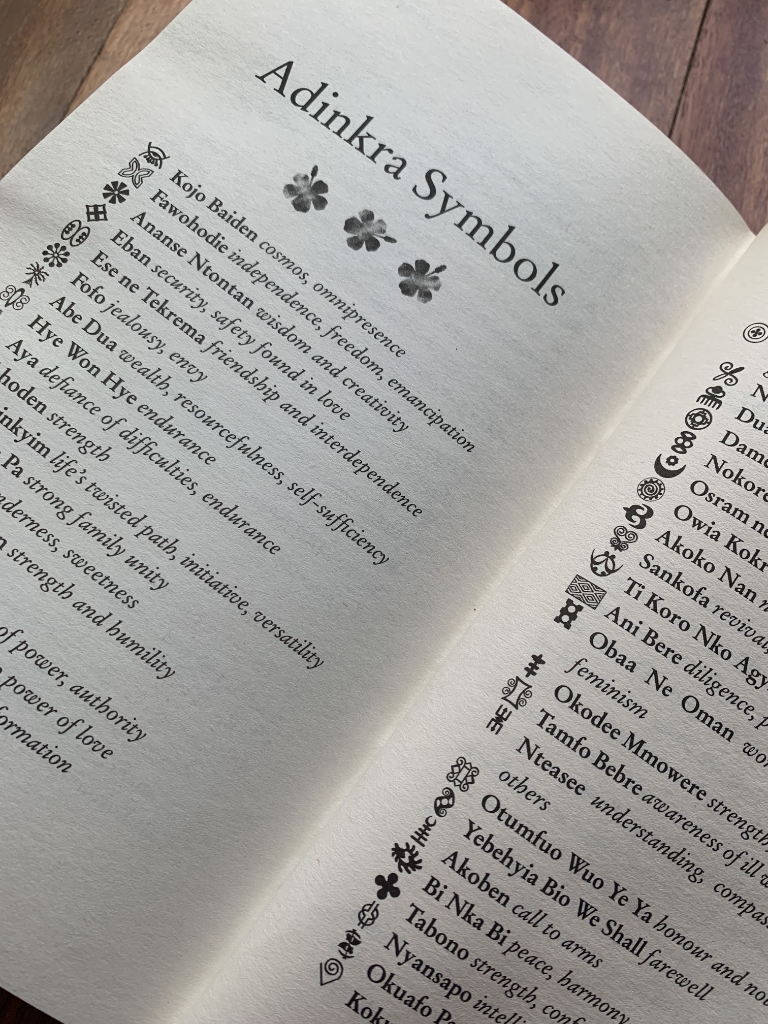 Adinkra Symbols
Kojo Baiden cosmos, omnipresence
Fawohodie independence, freedom, emancipation
Ananse Ntontan wisdom and creativity
Eban security, safety found in love
Ese ne Tekrema friendship and interdependence
Fofo jealousy, envy
Abe Dua wealth, resourcefulness, self-sufficiency
Hye Won Hye endurance
Aya defiance of difficulties, endurance
strength
life's twisted path, initiative, versatility
Pa strong family unity
sweetness
strength and humility
of power, authority
power of love
Osram
Owia
Akoko Nan
Sankofa
Ti Koro Nko
Ani Bere diligence,
Obaa Ne Oman
feminism
Okodee Mmowere strength
Tamfo Bebre awareness of ill
Nteasee understanding,
others
Otumfuo Wuo Ye Ya honour and
Yebehyia Bio We Shall farewell
Akoben call to arms
Bi Nka Bi peace, harmony
Tabono strength,
Nyansapo
Okuafo